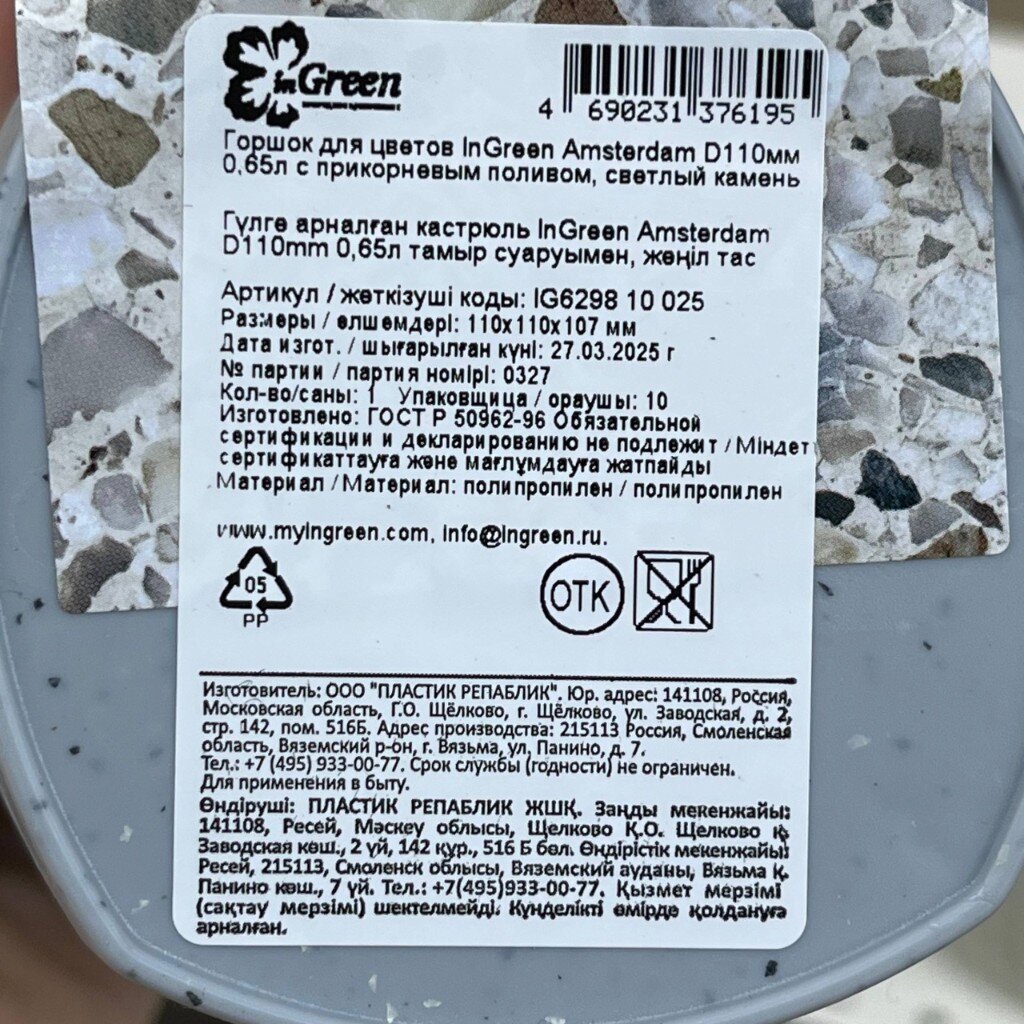 inGreen
4 690231 376195
Горшок для цветов InGreen Amsterdam D110мм
0,65л с прикорневым поливом, светлый камень
Гүлге арналған кастрюль InGreen Amsterdam
D110mm 0,65л тамыр суаруымен, жеңіл тас
Артикул / жеткізуші коды: IG6298 10 025
Размеры / өлшемдері: 110х110х107 мм
Дата изгот. / шығарылған күні: 27.03.2025 г
№ партии / партия номірі: 0327
Кол-во/саны: 1 Упаковщица / ораушы: 10
Изготовлено: ГОСТ Р 50962-96 Обязательной
сертификации и декларированию не подлежит / Міндет
сертификаттауға және мағлұмдауға жатпайды
Материал / Материал: полипропилен / полипропилен
www.myingreen.com, info@ingreen.ru.
05
PP
ОТК
Изготовитель: ООО "ПЛАСТИК РЕПАБЛИК". Юр. адрес: 141108, Россия,
Московская область, Г.О. Щёлково, г. Щёлково, ул. Заводская, д. 2,
стр. 142, пом. 516Б. Адрес производства: 215113 Россия, Смоленская
область, Вяземский р-он, г. Вязьма, ул. Панино, д. 7.
Тел.: +7 (495) 933-00-77. Срок службы (годности) не ограничен.
Для применения в быту.
Өндіруші: ПЛАСТИК РЕПАБЛИК ЖШҚ. Заңды мекенжайы:
141108, Ресей, Мәскеу облысы, Щелково Қ.О. Щелково қ.
Заводская көш., 2 үй, 142 құр., 516 Б бөл. Өндірістік мекенжайы:
Ресей, 215113, Смоленск облысы, Вяземский ауданы, Вязьма қ.
Панино көш., 7 үй. Тел.: +7(495)933-00-77. Қызмет мерзімі
(сақтау мерзімі) шектелмейді. Күнделікті өмірде қолдануға
арналған.